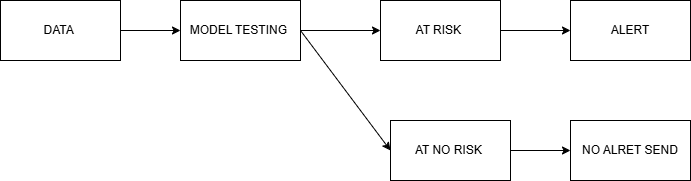 DATA
MODEL TESTING
AT RISK
ALERT
AT NO RISK
NO ALRET SEND